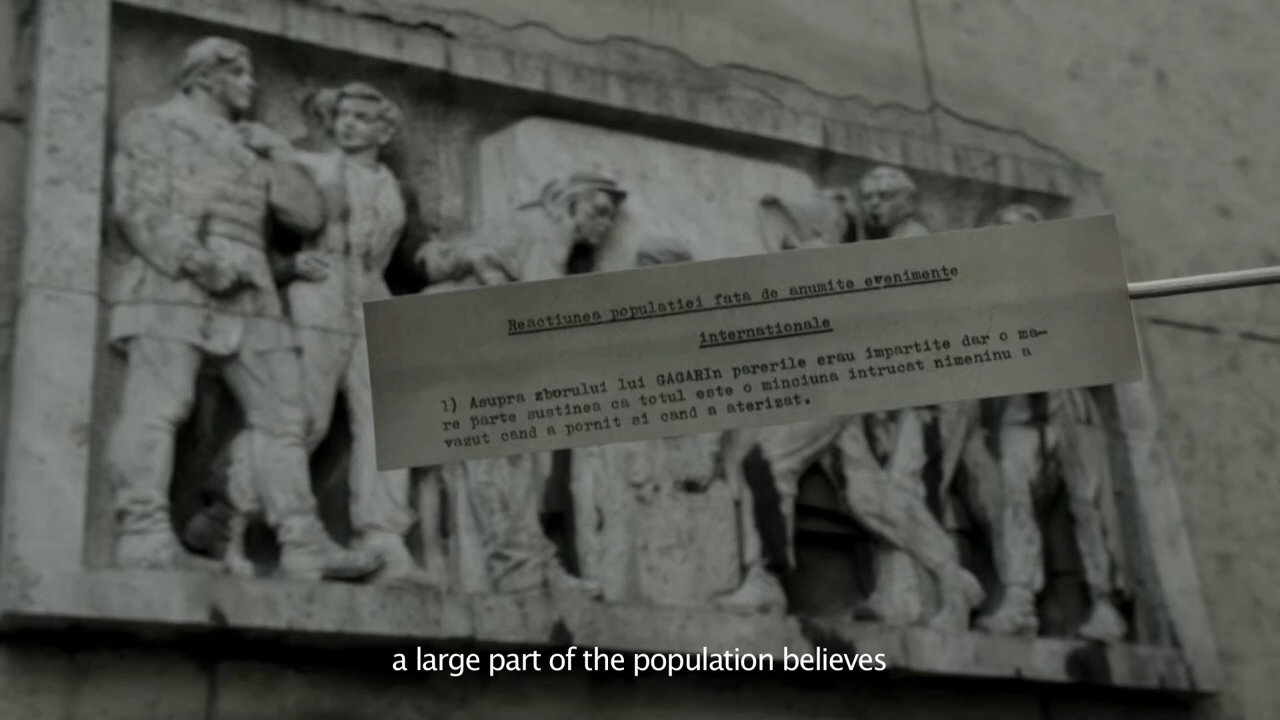 Reactiunea populatiei fata de anumite evenimente
internationale
1) Asupra zborului lui GAGARIn parerile erau impartite dar o ma-
re parte sustinea ca totul este o minciuna intrucat nimeninu a
vazut cand a pornit si cand a aterizat.
a large part of the population believes